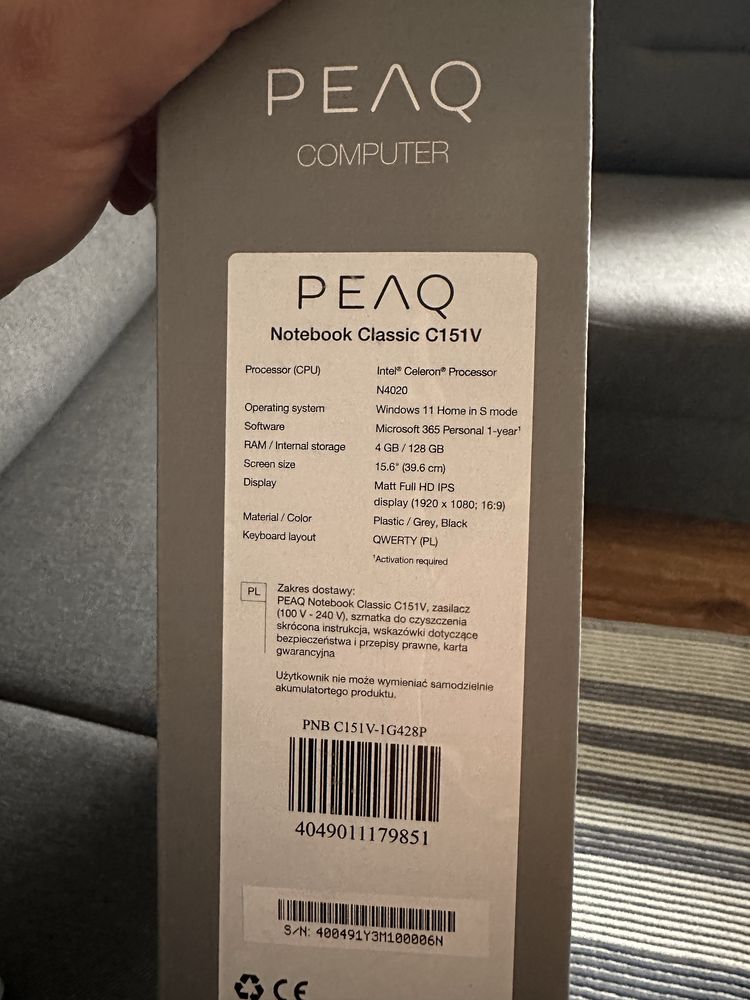 PEAQ
COMPUTER
PEAQ
Notebook Classic C151V
Processor (CPU) Intel® Celeron® Processor
N4020
Operating system Windows 11 Home in S mode
Software Microsoft 365 Personal 1-year¹
RAM / Internal storage 4 GB / 128 GB
Screen size 15.6" (39.6 cm)
Display Matt Full HD IPS
display (1920 x 1080; 16:9)
Material / Color Plastic / Grey, Black
Keyboard layout QWERTY (PL)
¹Activation required
PL Zakres dostawy:
PEAQ Notebook Classic C151V, zasilacz
(100 V - 240 V), szmatka do czyszczenia
skrócona instrukcja, wskazówki dotyczące
bezpieczeństwa i przepisy prawne, karta
gwarancyjna
Użytkownik nie może wymieniać samodzielnie
akumulatortego produktu.
PNB C151V-1G428P
4049011179851
S/N: 400491Y3M100006N
CE